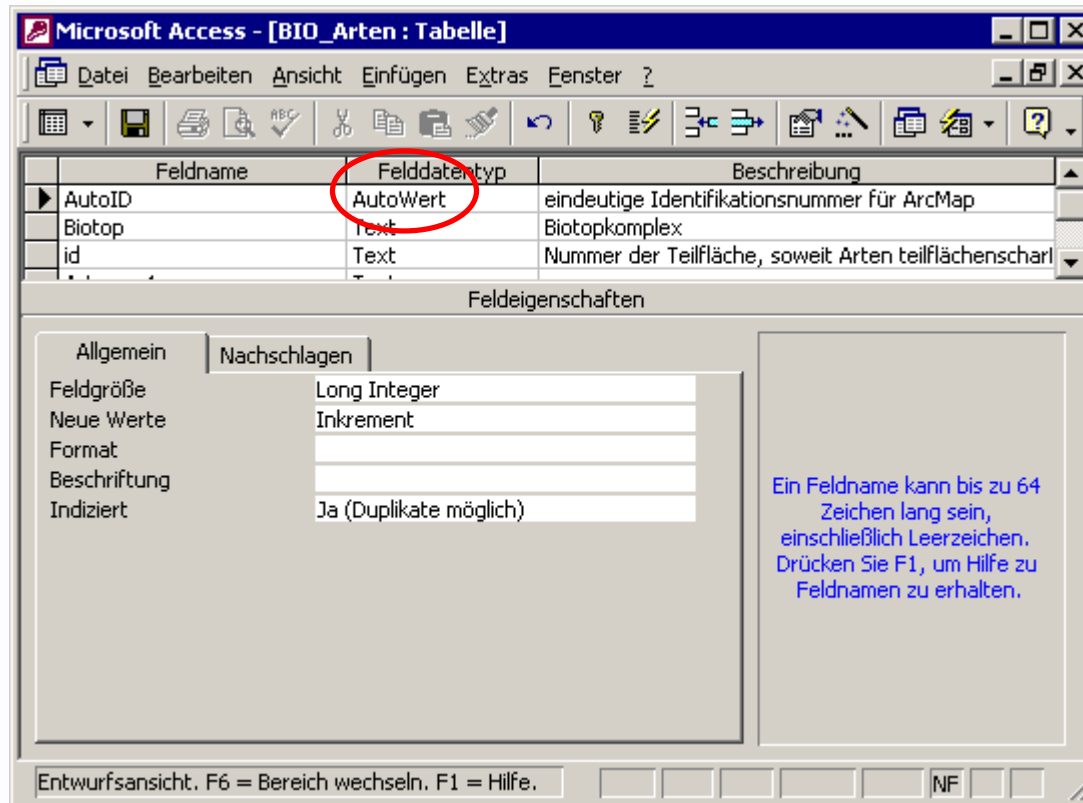 Microsoft Access - [BIO_Arten : Tabelle]
Datei Bearbeiten Ansicht Einfügen Extras Fenster ?
ABC
Feldname Felddatentyp Beschreibung
AutoID AutoWert eindeutige Identifikationsnummer für ArcMap
Biotop Text Biotopkomplex
id Text Nummer der Teilfläche, soweit Arten teilflächenscharf
Feldeigenschaften
Allgemein Nachschlagen
Feldgröße Long Integer
Neue Werte Inkrement
Format
Beschriftung
Indiziert Ja (Duplikate möglich)
Ein Feldname kann bis zu 64
Zeichen lang sein,
einschließlich Leerzeichen.
Drücken Sie F1, um Hilfe zu
Feldnamen zu erhalten.
Entwurfsansicht. F6 = Bereich wechseln. F1 = Hilfe. NF